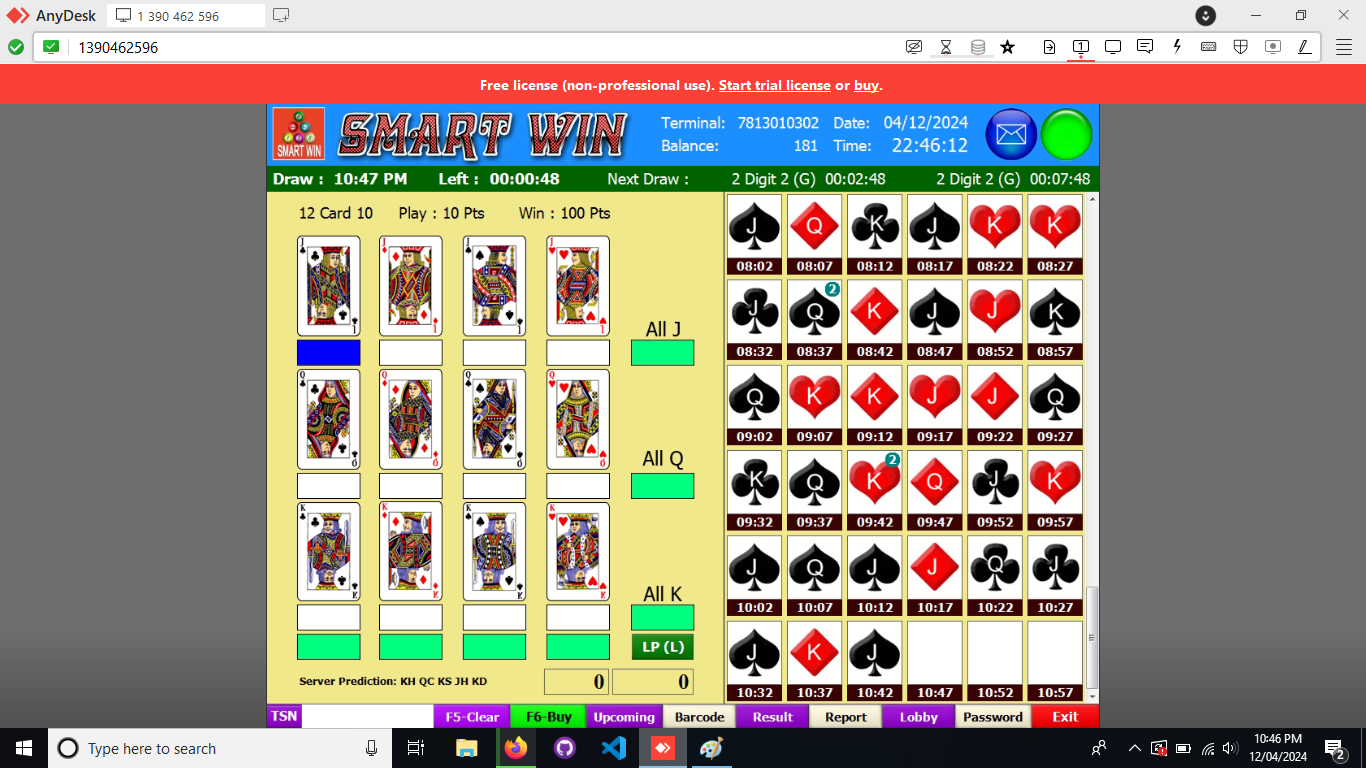 AnyDesk 1 390 462 596
1390462596
Free license (non-professional use). Start trial license or buy.
SMART WIN
SMART WIN
Terminal: 7813010302 Date: 04/12/2024
Balance: 181 Time: 22:46:12
Draw : 10:47 PM Left : 00:00:48 Next Draw : 2 Digit 2 (G) 00:02:48 2 Digit 2 (G) 00:07:48
12 Card 10 Play : 10 Pts Win : 100 Pts
J J J J
All J
Q Q Q Q
All Q
K K K K
All K
LP (L)
Server Prediction: KH QC KS JH KD
0 0
J Q K J K K
08:02 08:07 08:12 08:17 08:22 08:27
J Q 2 K J J K
08:32 08:37 08:42 08:47 08:52 08:57
Q K K J J Q
09:02 09:07 09:12 09:17 09:22 09:27
K Q K 2 Q J K
09:32 09:37 09:42 09:47 09:52 09:57
J Q J J Q J
10:02 10:07 10:12 10:17 10:22 10:27
J K J
10:32 10:37 10:42 10:47 10:52 10:57
TSN F5-Clear F6-Buy Upcoming Barcode Result Report Lobby Password Exit
Type here to search
10:46 PM
12/04/2024
2